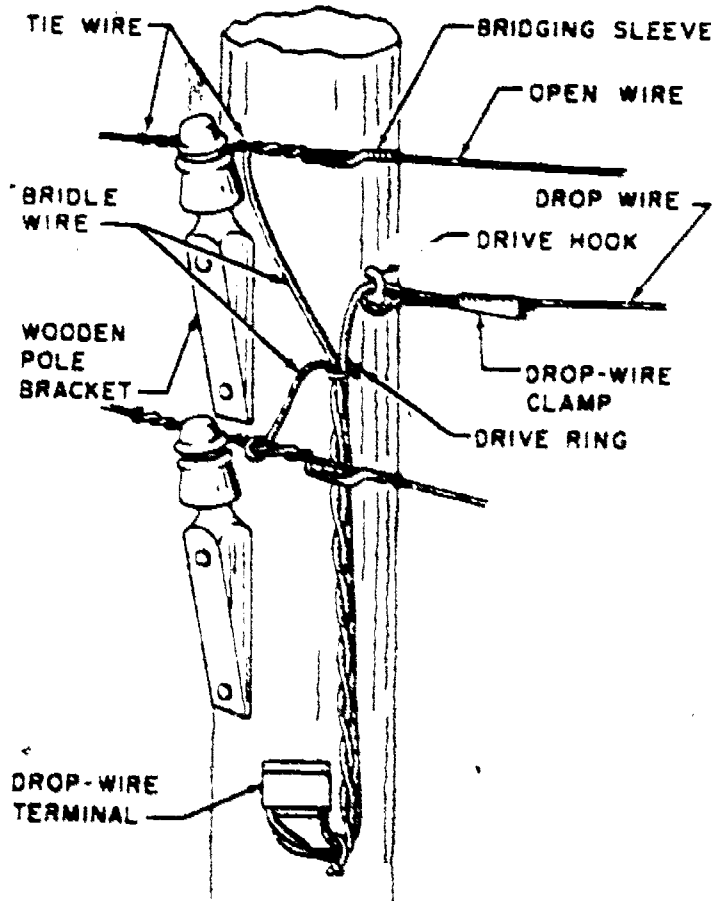 TIE WIRE
BRIDGING SLEEVE
OPEN WIRE
BRIDLE
WIRE
DROP WIRE
DRIVE HOOK
WOODEN
POLE
BRACKET
DROP-WIRE
CLAMP
DRIVE RING
DROP-WIRE
TERMINAL